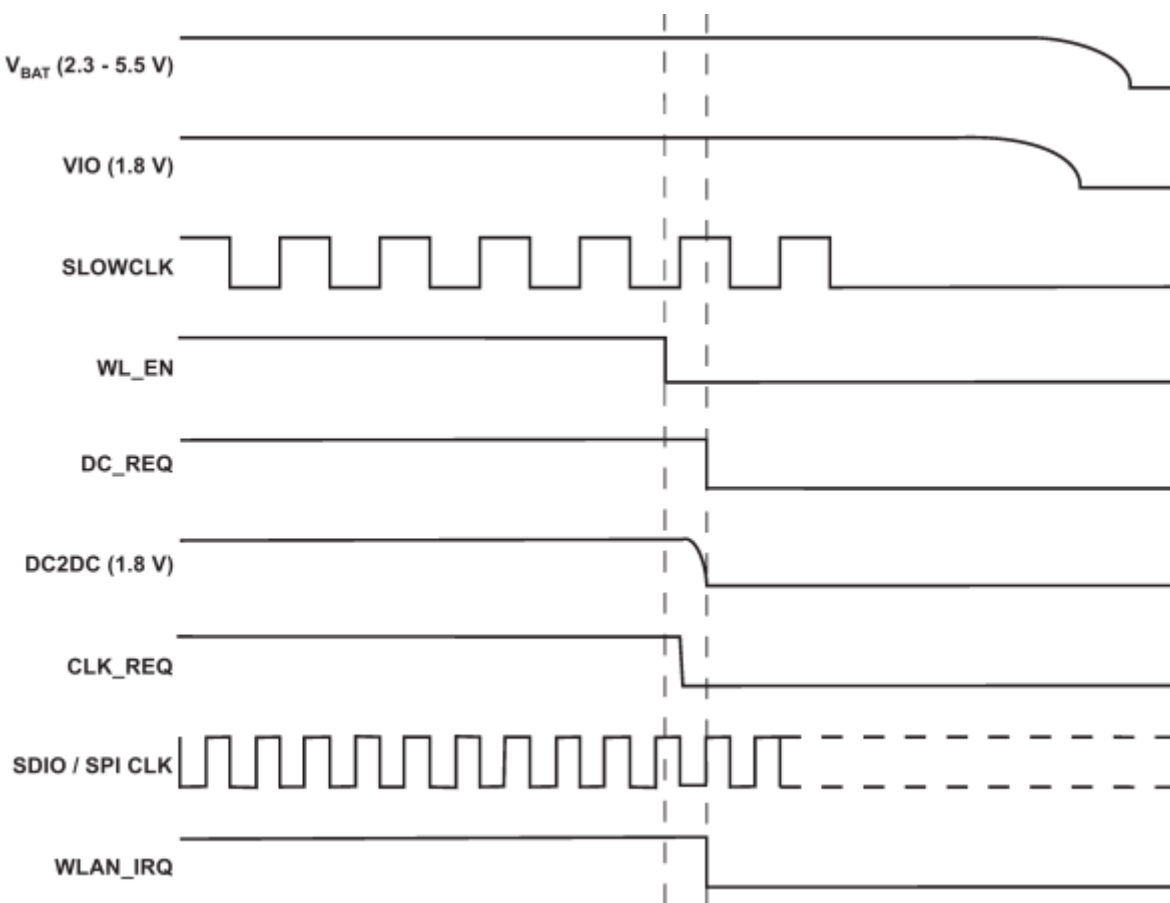 VBAT (2.3 - 5.5 V)
VIO (1.8 V)
SLOWCLK
WL_EN
DC_REQ
DC2DC (1.8 V)
CLK_REQ
SDIO / SPI CLK
WLAN_IRQ